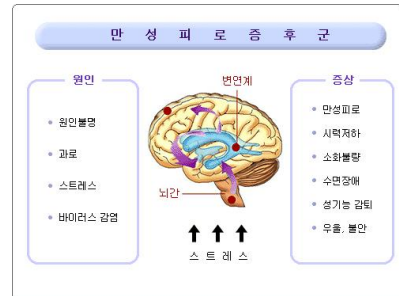 만성피로증후군
원인
원인불명
과로
스트레스
바이러스 감염
변연계
뇌간
스트레스
증상
만성피로
시력저하
소화불량
수면장애
성기능 감퇴
우울, 불안